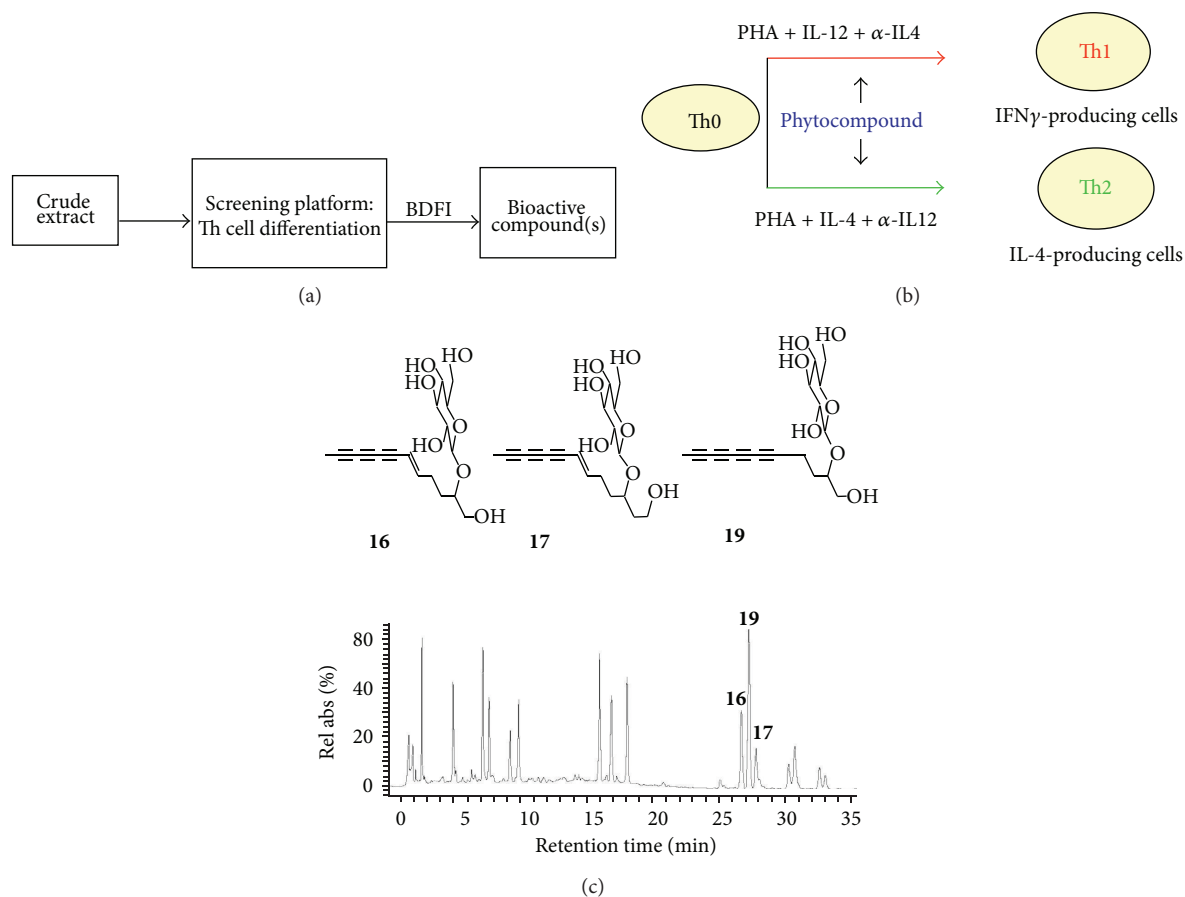 Crude
extract
Screening platform:
Th cell differentiation
BDFI
Bioactive
compound(s)
(a)
PHA + IL-12 + α-IL4
Th0
Phytocompound
PHA + IL-4 + α-IL12
Th1
IFNγ-producing cells
Th2
IL-4-producing cells
(b)
HO
HO
HO
HO
O
O
OH
16
HO
HO
HO
HO
O
O
OH
17
HO
HO
HO
HO
O
O
OH
19
Rel abs (%)
80
40
20
0
16
19
17
0 5 10 15 20 25 30 35
Retention time (min)
(c)